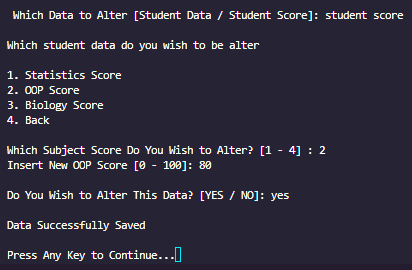 Which Data to Alter [Student Data / Student Score]: student score
Which student data do you wish to be alter
1. Statistics Score
2. OOP Score
3. Biology Score
4. Back
Which Subject Score Do You Wish to Alter? [1 - 4] : 2
Insert New OOP Score [0 - 100]: 80
Do You Wish to Alter This Data? [YES / NO]: yes
Data Successfully Saved
Press Any Key to Continue...